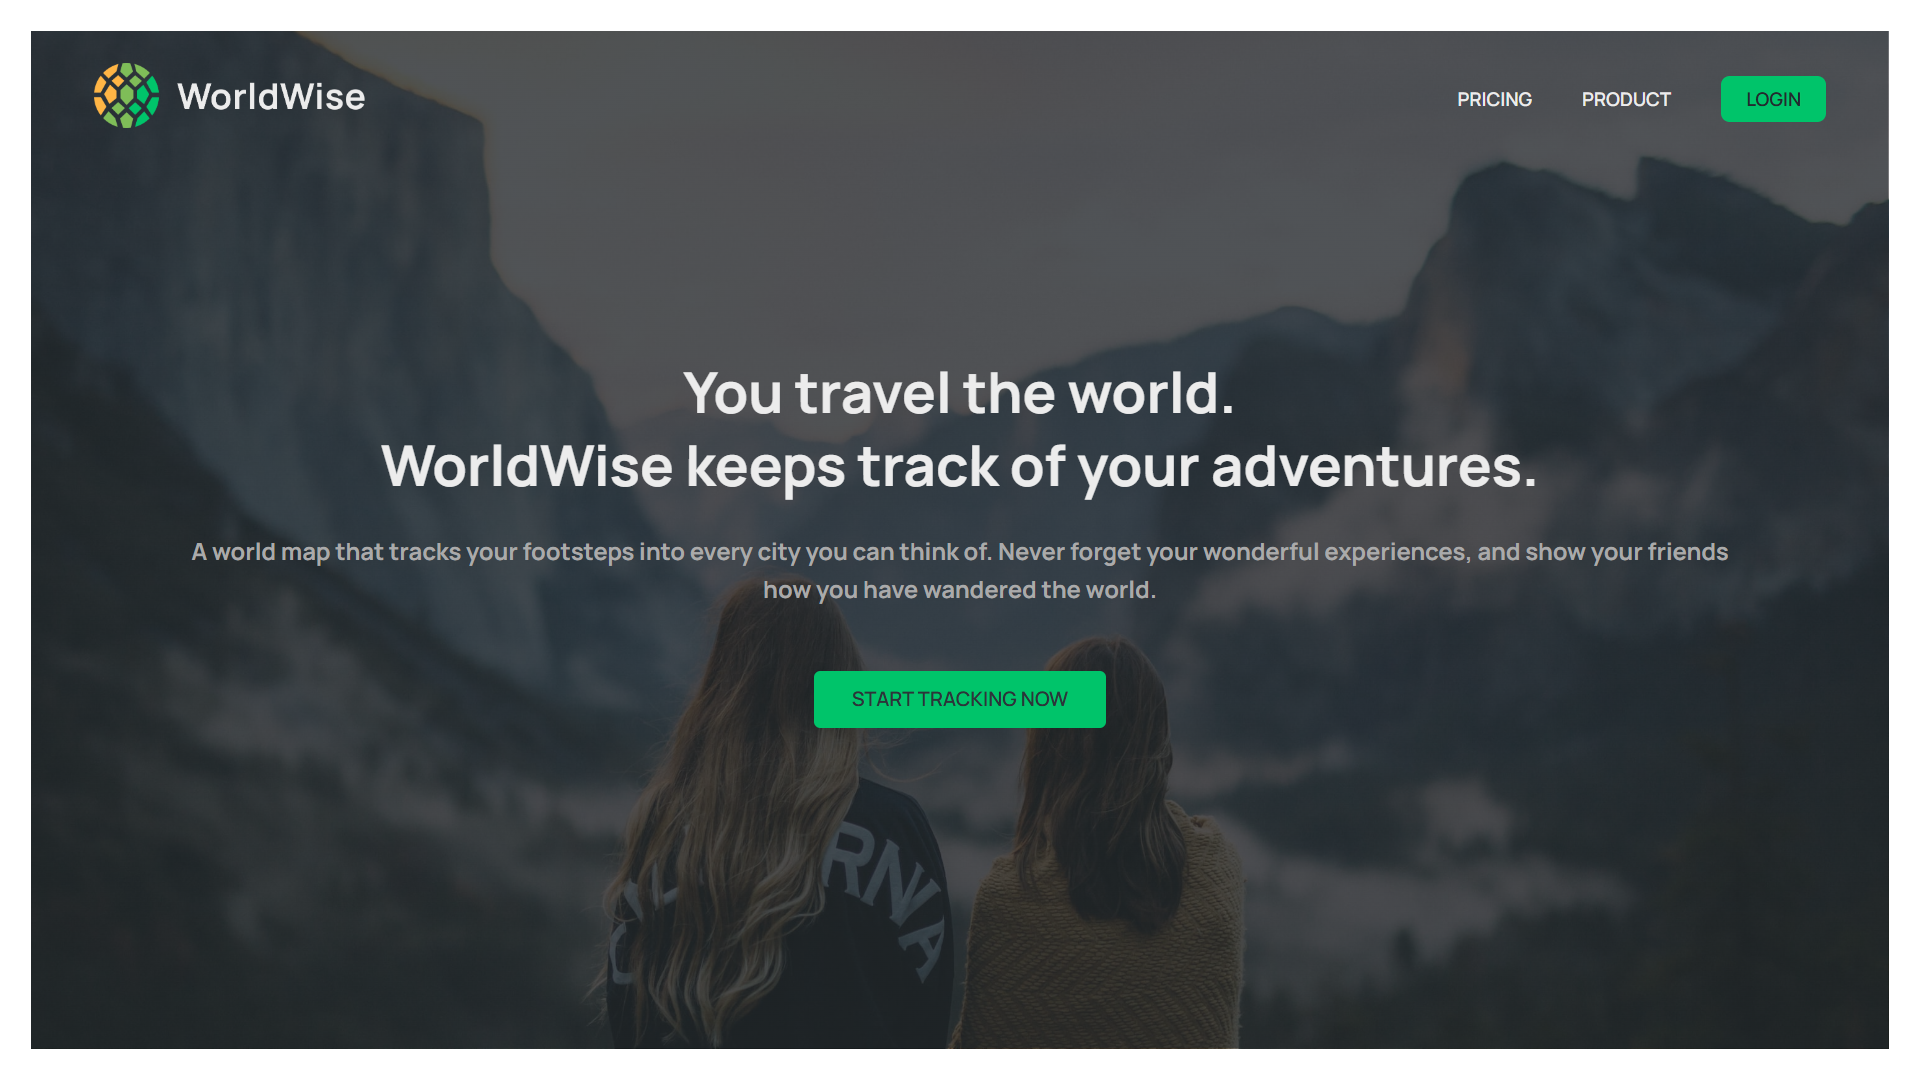 WorldWise
PRICING
PRODUCT
LOGIN
You travel the world.
WorldWise keeps track of your adventures.
A world map that tracks your footsteps into every city you can think of. Never forget your wonderful experiences, and show your friends
how you have wandered the world.
START TRACKING NOW
RNIA